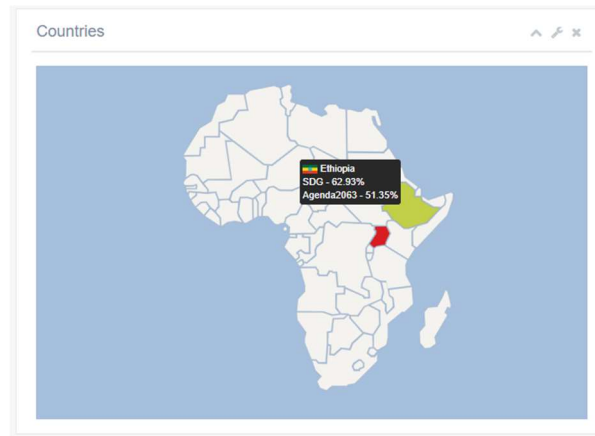 Countries
Ethiopia
SDG - 62.93%
Agenda2063 - 51.35%